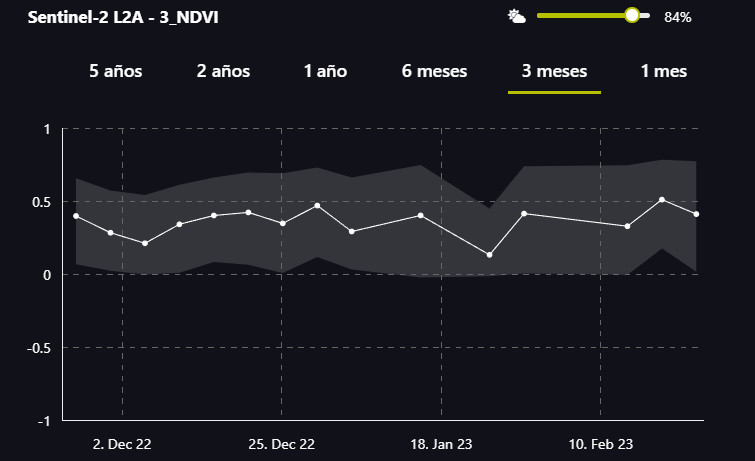 Sentinel-2 L2A - 3_NDVI 84%
5 años 2 años 1 año 6 meses 3 meses 1 mes
1
0.5
0
-0.5
-1
2. Dec 22 25. Dec 22 18. Jan 23 10. Feb 23